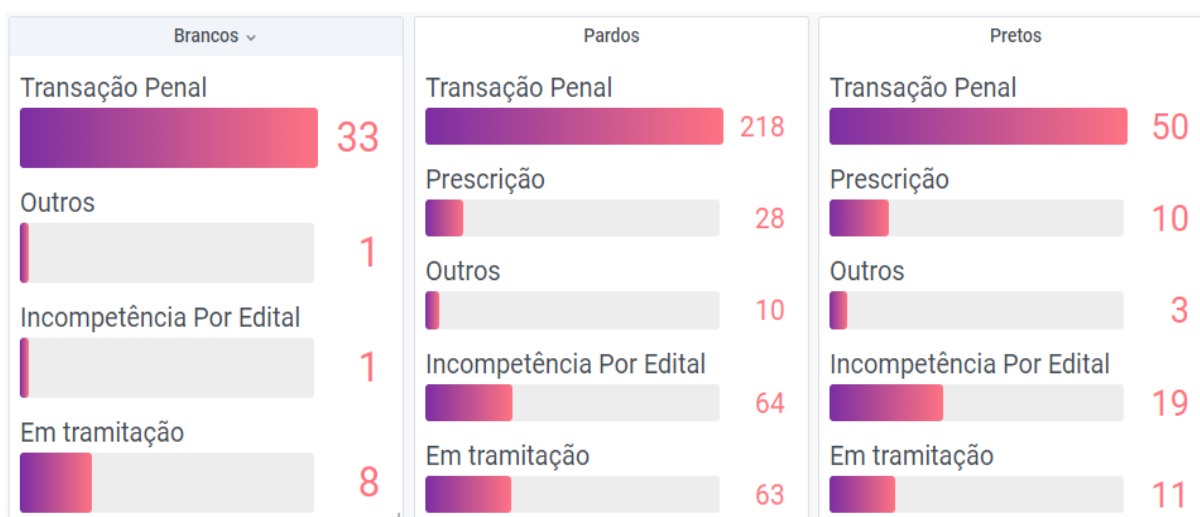 Brancos
Transação Penal
33
Outros
1
Incompetência Por Edital
1
Em tramitação
8
Pardos
Transação Penal
218
Prescrição
28
Outros
10
Incompetência Por Edital
64
Em tramitação
63
Pretos
Transação Penal
50
Prescrição
10
Outros
3
Incompetência Por Edital
19
Em tramitação
11